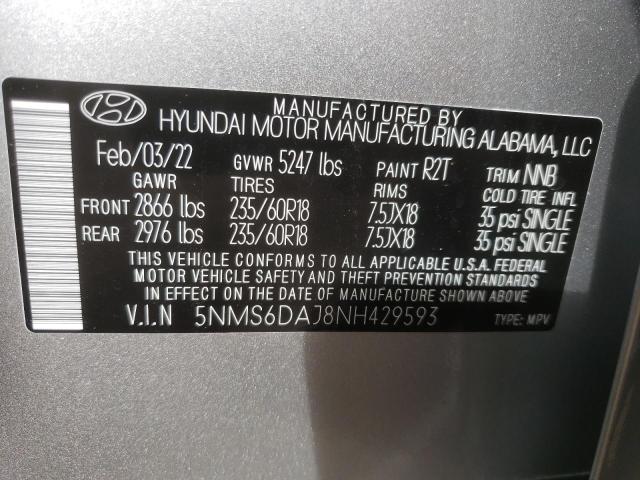 MANUFACTURED BY
HYUNDAI MOTOR MANUFACTURING ALABAMA, LLC
Feb/03/22 GVWR 5247 lbs PAINT R2T TRIM NNB
GAWR TIRES RIMS COLD TIRE INFL
FRONT 2866 lbs 235/60R18 7.5JX18 35 psi SINGLE
REAR 2976 lbs 235/60R18 7.5JX18 35 psi SINGLE
THIS VEHICLE CONFORMS TO ALL APPLICABLE U.S.A. FEDERAL
MOTOR VEHICLE SAFETY AND THEFT PREVENTION STANDARDS
IN EFFECT ON THE DATE OF MANUFACTURE SHOWN ABOVE.
V.I.N 5NMS6DAJ8NH429593 TYPE: MPV